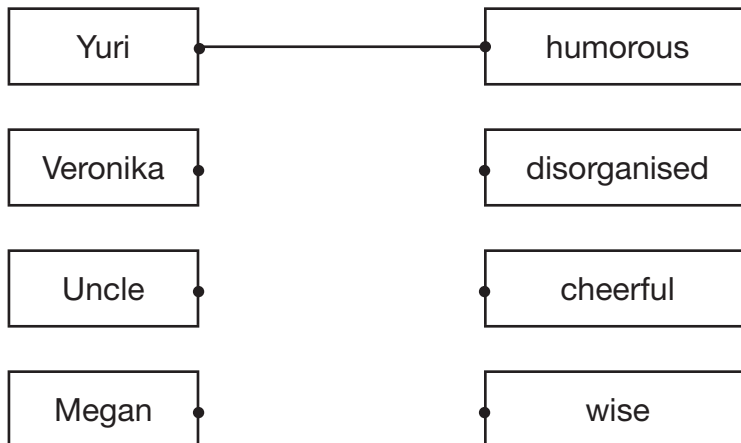 Yuri humorous
Veronika disorganised
Uncle cheerful
Megan wise